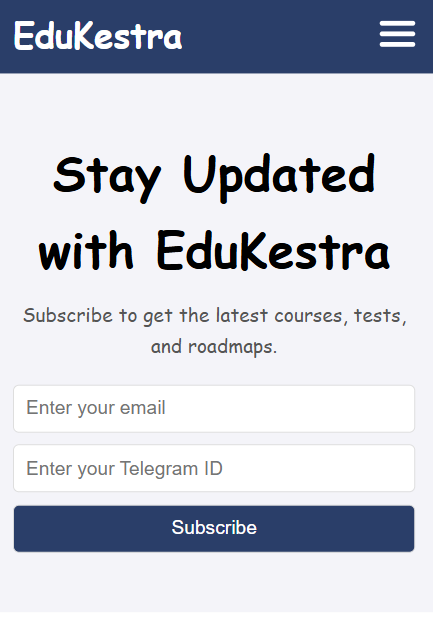 EduKestra
Stay Updated
with EduKestra
Subscribe to get the latest courses, tests,
and roadmaps.
Enter your email
Enter your Telegram ID
Subscribe